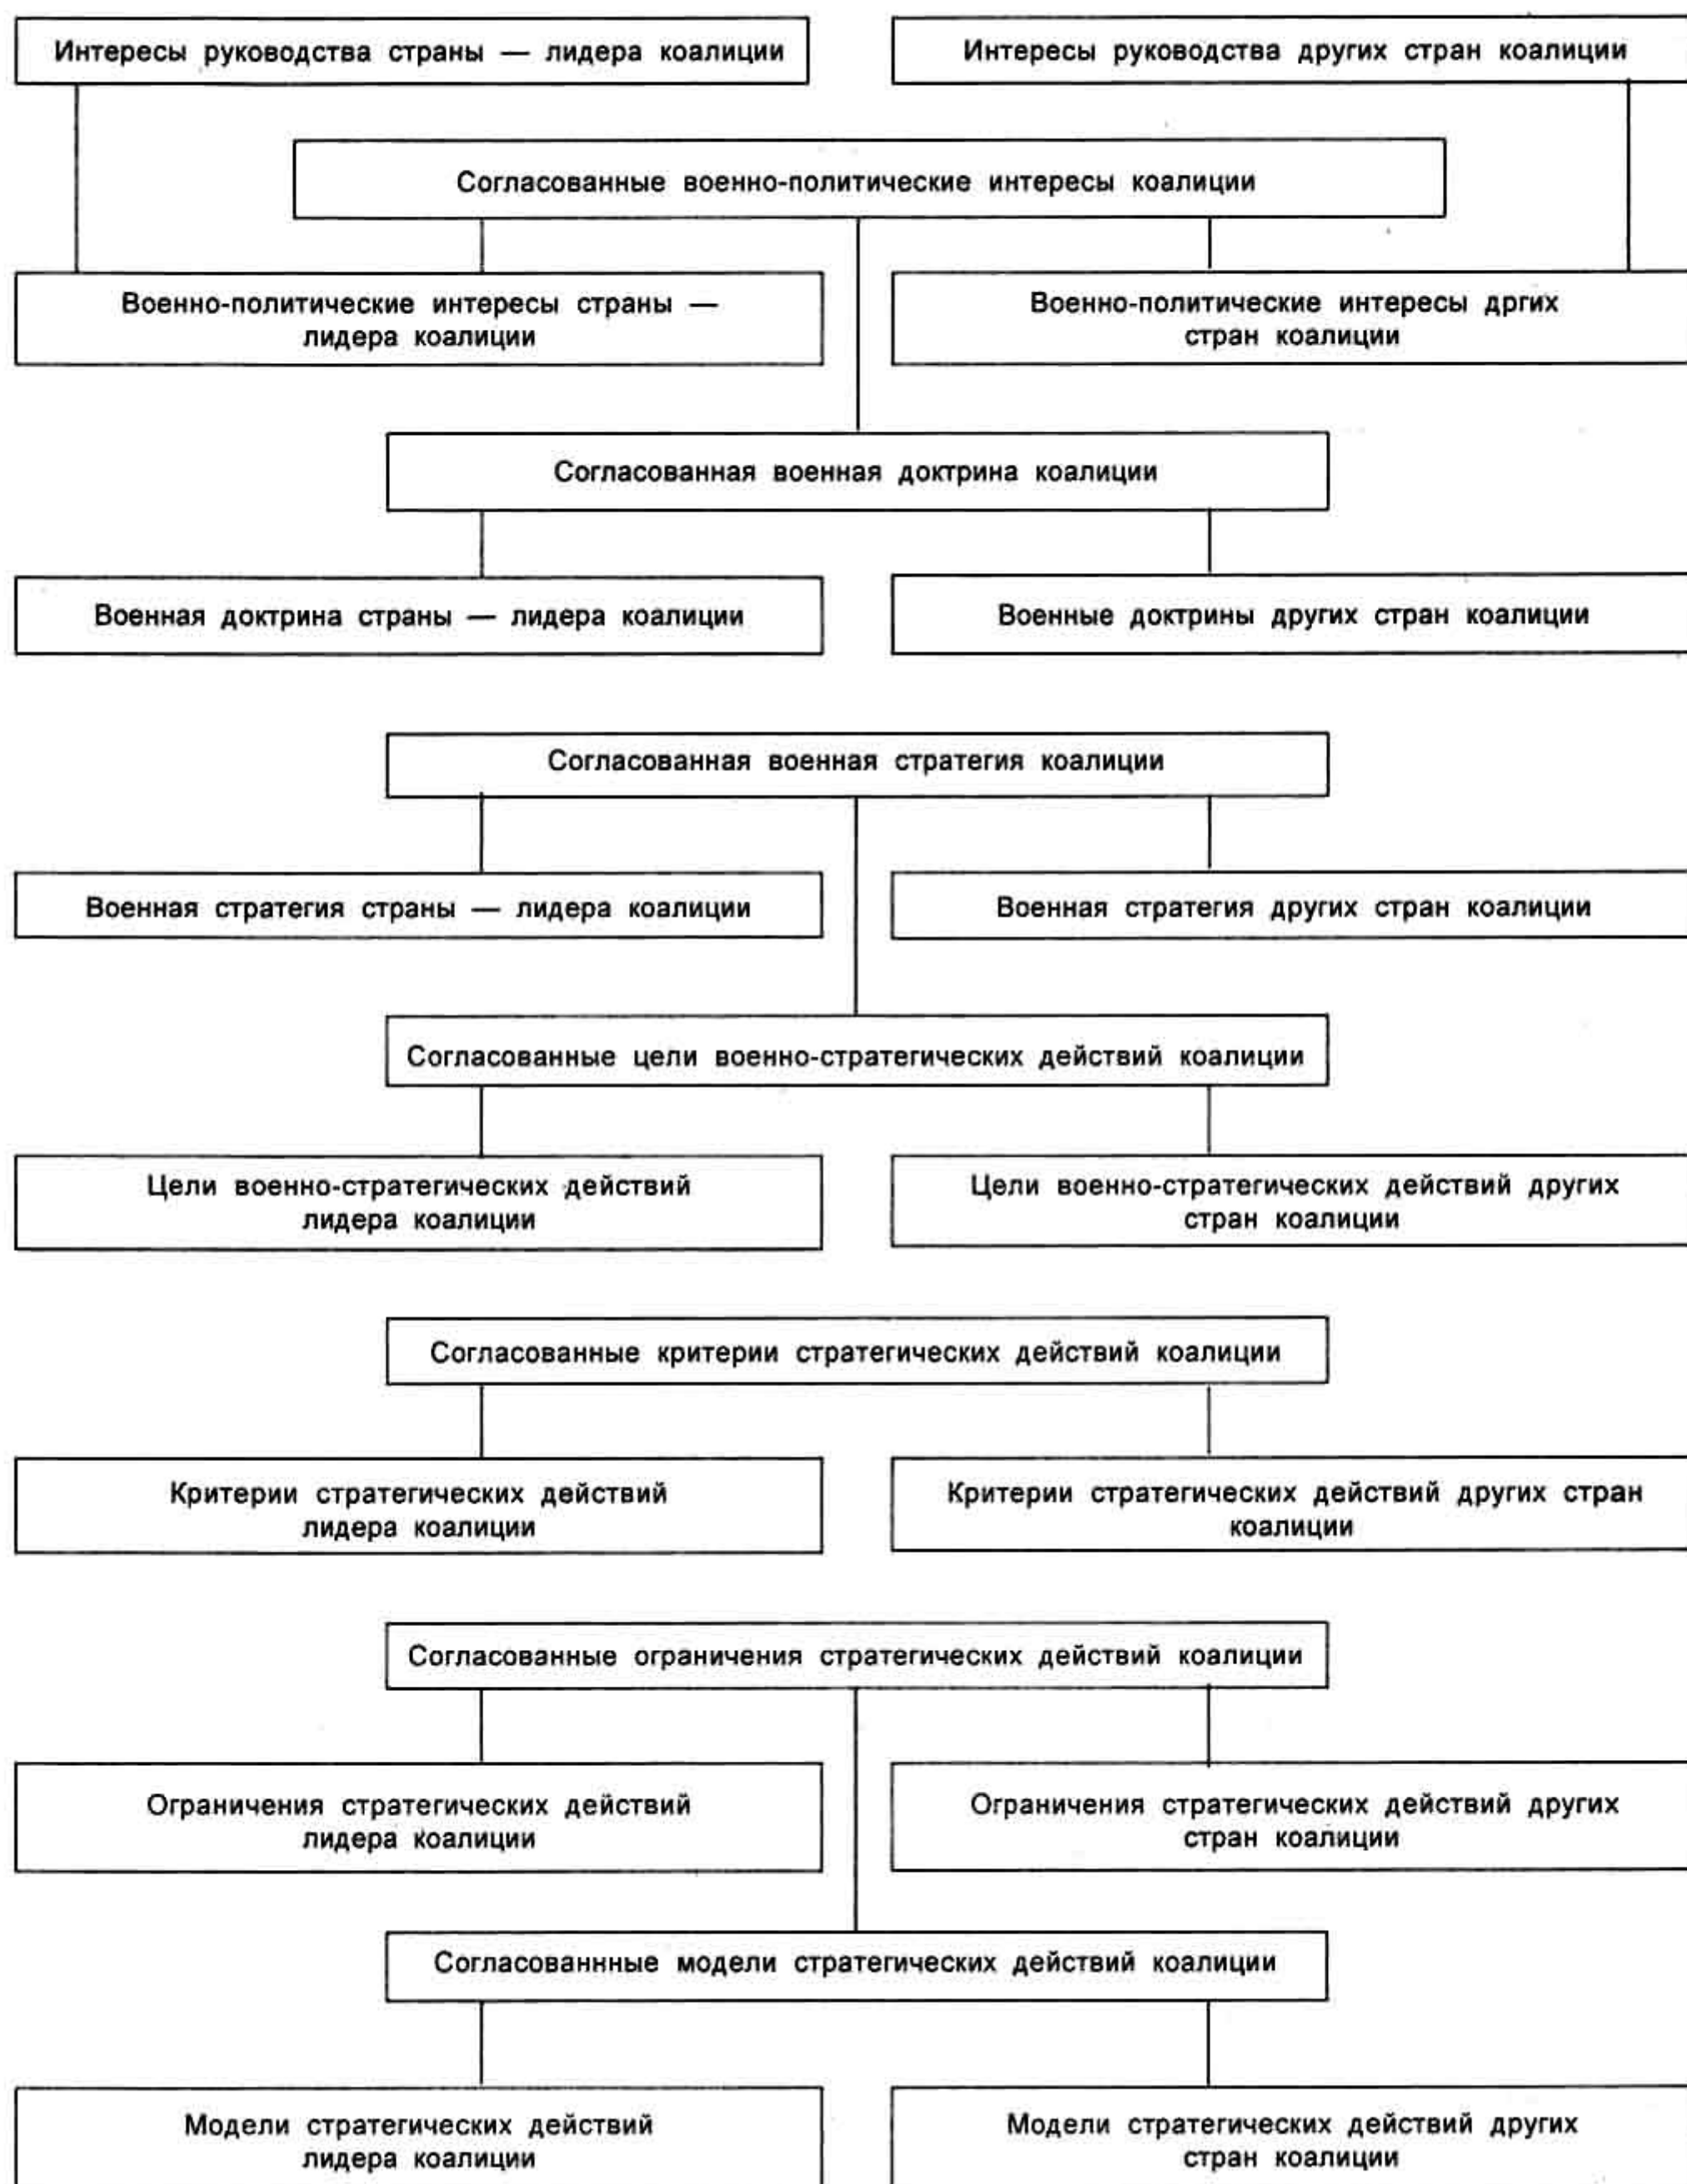 Интересы руководства страны — лидера коалиции
Интересы руководства других стран коалиции
Согласованные военно-политические интересы коалиции
Военно-политические интересы страны —
лидера коалиции
Военно-политические интересы дргих
стран коалиции
Согласованная военная доктрина коалиции
Военная доктрина страны — лидера коалиции
Военные доктрины других стран коалиции
Согласованная военная стратегия коалиции
Военная стратегия страны — лидера коалиции
Военная стратегия других стран коалиции
Согласованные цели военно-стратегических действий коалиции
Цели военно-стратегических действий
лидера коалиции
Цели военно-стратегических действий других
стран коалиции
Согласованные критерии стратегических действий коалиции
Критерии стратегических действий
лидера коалиции
Критерии стратегических действий других стран
коалиции
Согласованные ограничения стратегических действий коалиции
Ограничения стратегических действий
лидера коалиции
Ограничения стратегических действий других
стран коалиции
Согласованнные модели стратегических действий коалиции
Модели стратегических действий
лидера коалиции
Модели стратегических действий других
стран коалиции